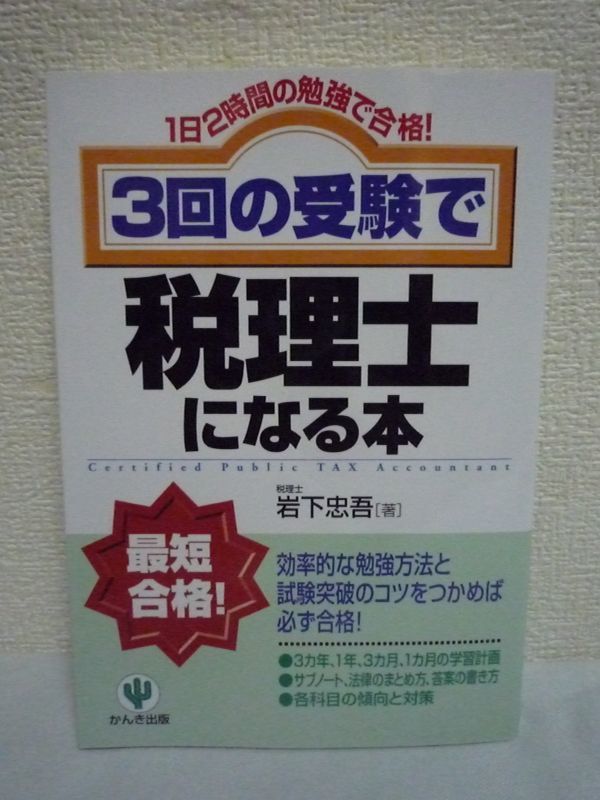 1日2時間の勉強で合格!
3回の受験で
税理士
になる本
Certified Public TAX Accountant
税理士
岩下忠吾[著]
最短
合格!
効率的な勉強方法と
試験突破のコツをつかめば
必ず合格!
●3カ年、1年、3カ月、1カ月の学習計画
●サブノート、法律のまとめ方、答案の書き方
●各科目の傾向と対策
かんき出版